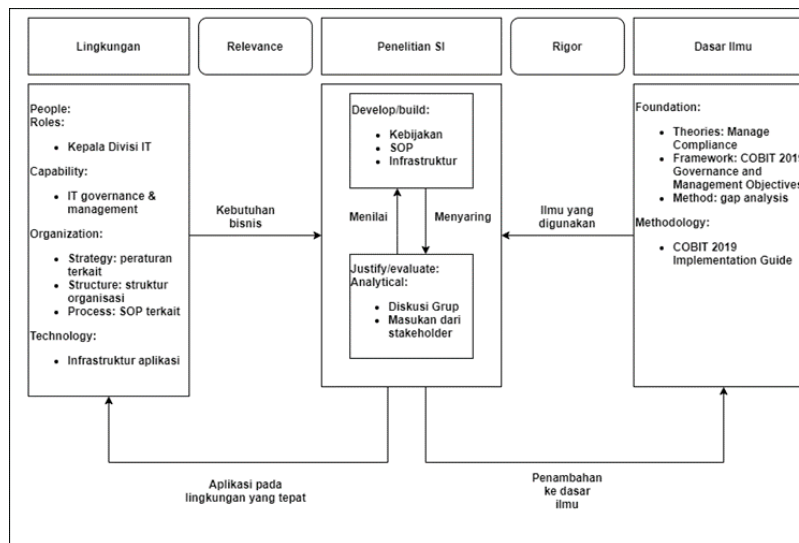 Lingkungan
Relevance
Penelitian SI
Rigor
Dasar Ilmu
People:
Roles:
Kepala Divisi IT
Capability:
IT governance &
management
Organization:
Strategy: peraturan
terkait
Structure: struktur
organisasi
Process: SOP terkait
Technology:
Infrastruktur aplikasi
Kebutuhan
bisnis
Develop/build:
Kebijakan
SOP
Infrastruktur
Menilai
Menyaring
Justify/evaluate:
Analytical:
Diskusi Grup
Masukan dari
stakeholder
Ilmu yang
digunakan
Foundation:
Theories: Manage
Compliance
Framework: COBIT 2019
Governance and
Management Objectives
Method: gap analysis
Methodology:
COBIT 2019
Implementation Guide
Aplikasi pada
lingkungan yang tepat
Penambahan
ke dasar
ilmu